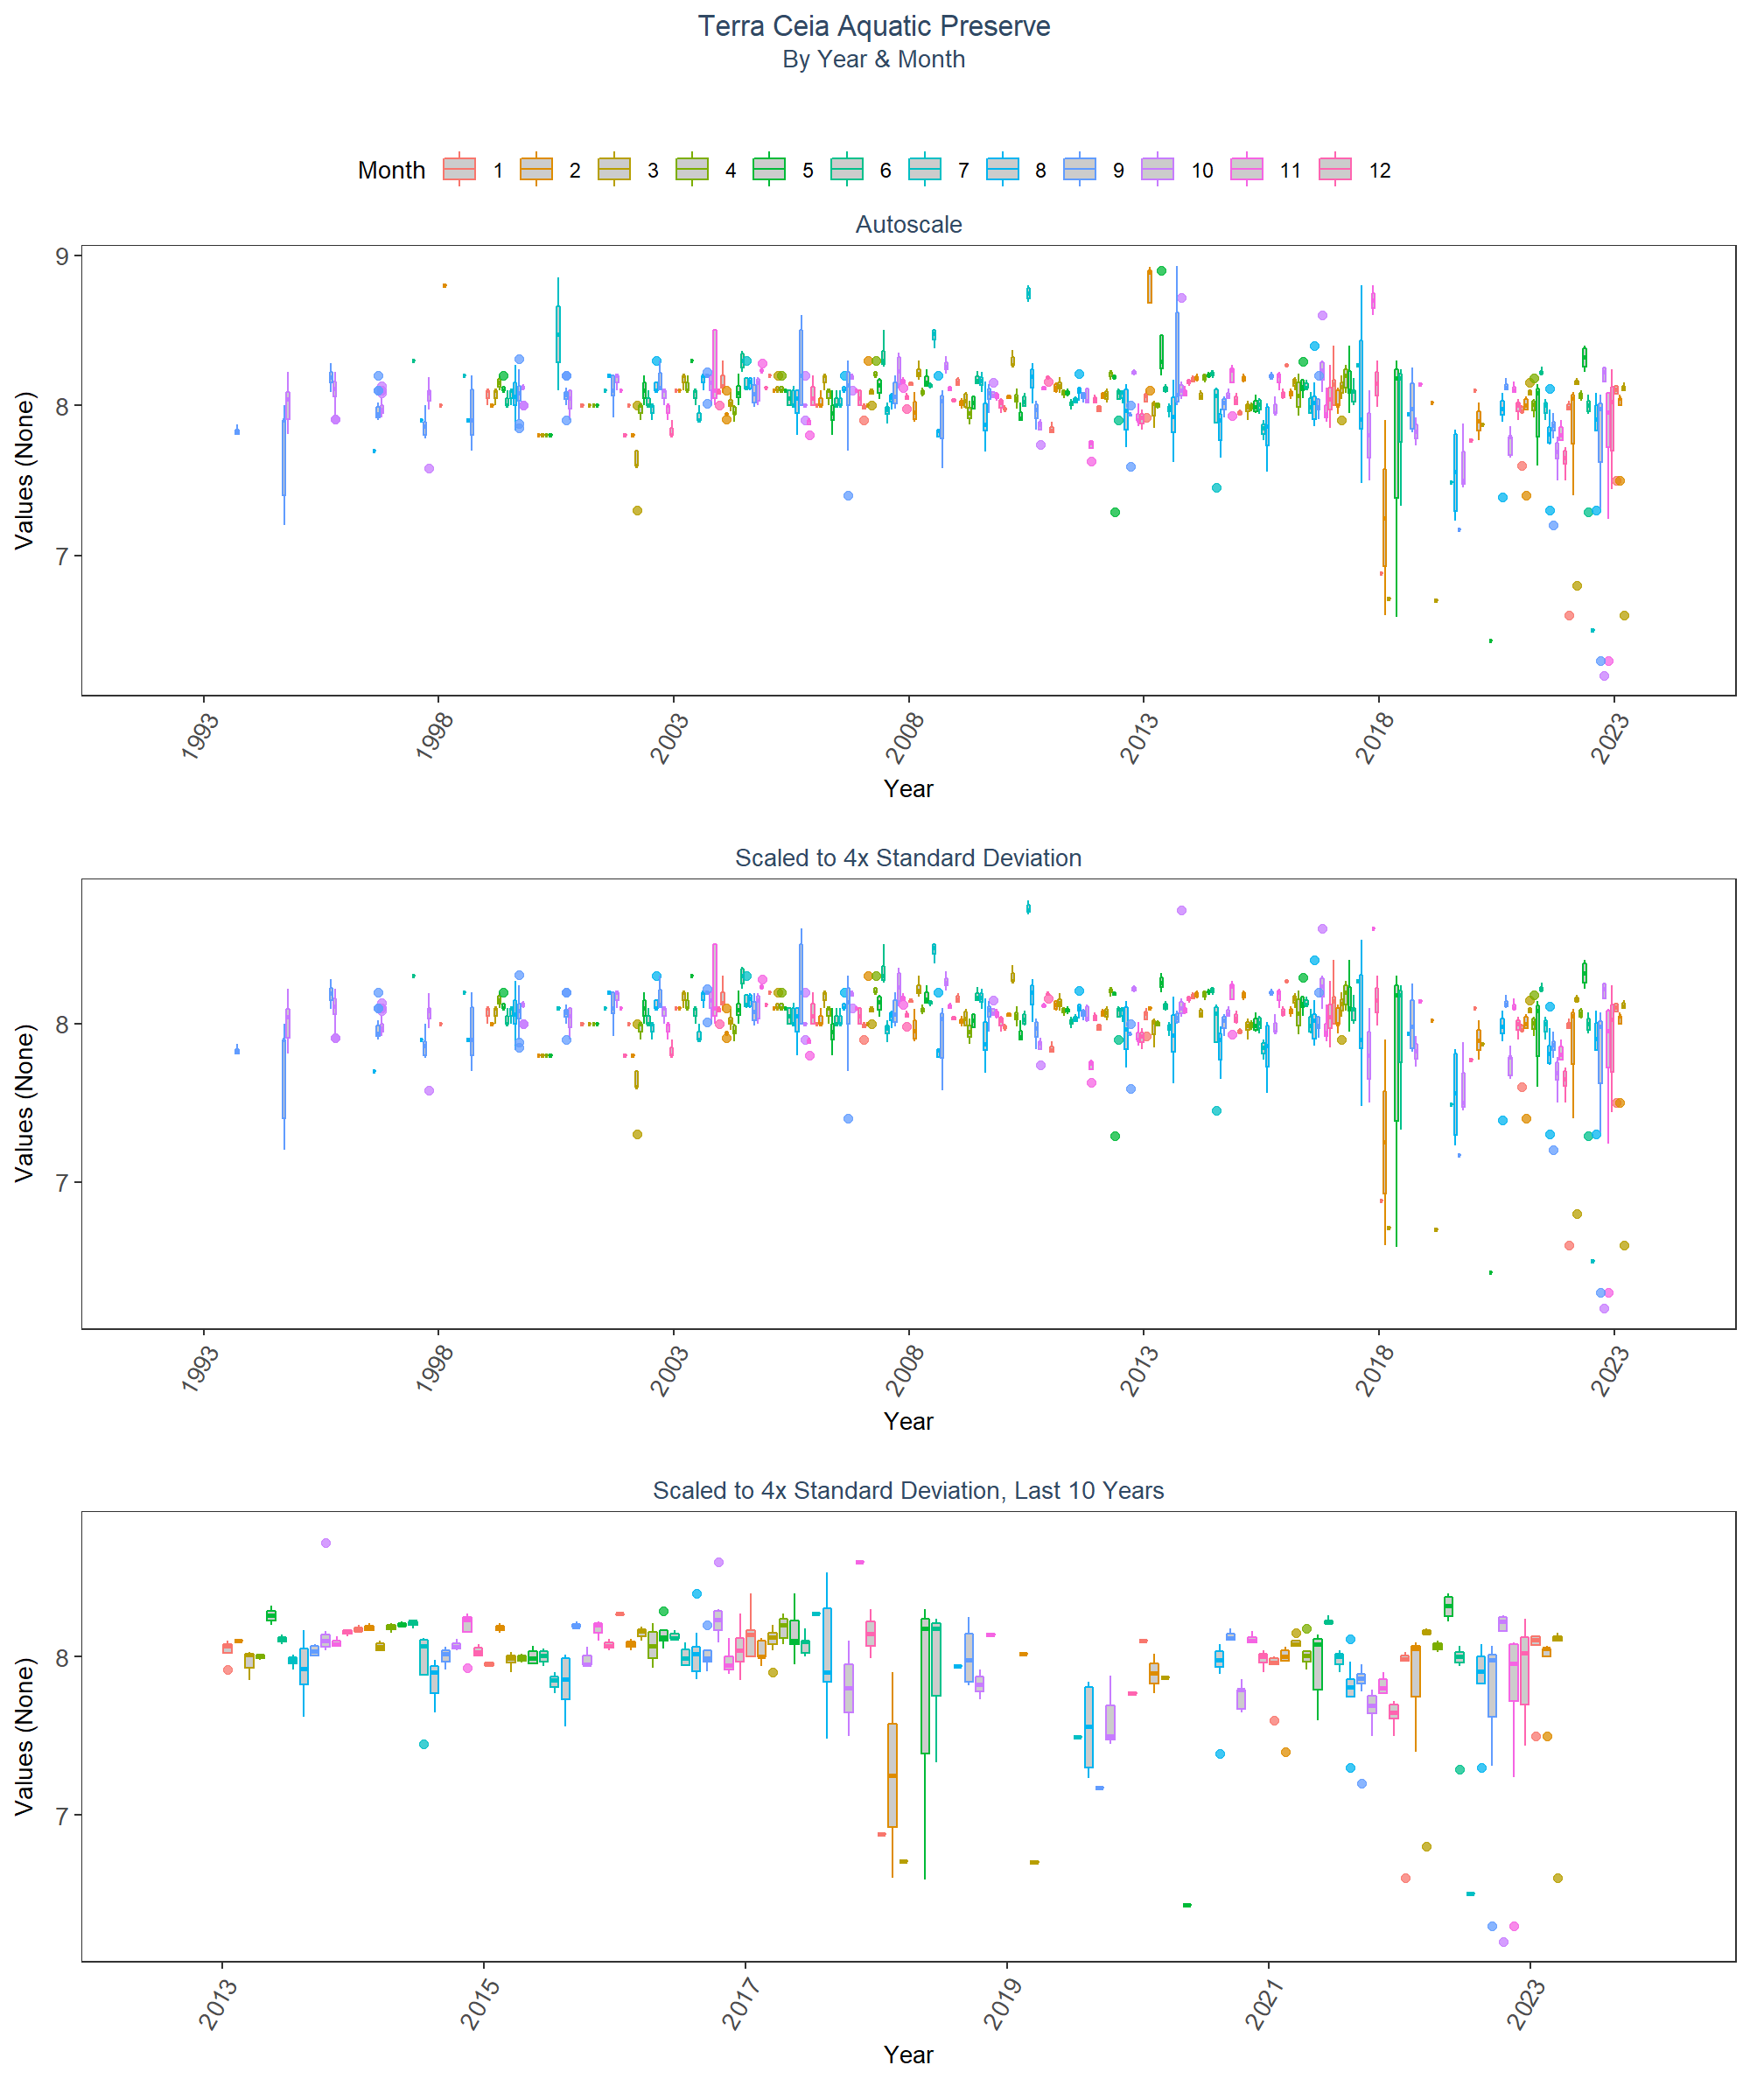 Terra Ceia Aquatic Preserve
By Year & Month
Month 1 2 3 4 5 6 7 8 9 10 11 12
Autoscale
Values (None)
9
8
7
1993 1998 2003 2008 2013 2018 2023
Year
Scaled to 4x Standard Deviation
Values (None)
8
7
1993 1998 2003 2008 2013 2018 2023
Year
Scaled to 4x Standard Deviation, Last 10 Years
Values (None)
8
7
2013 2015 2017 2019 2021 2023
Year